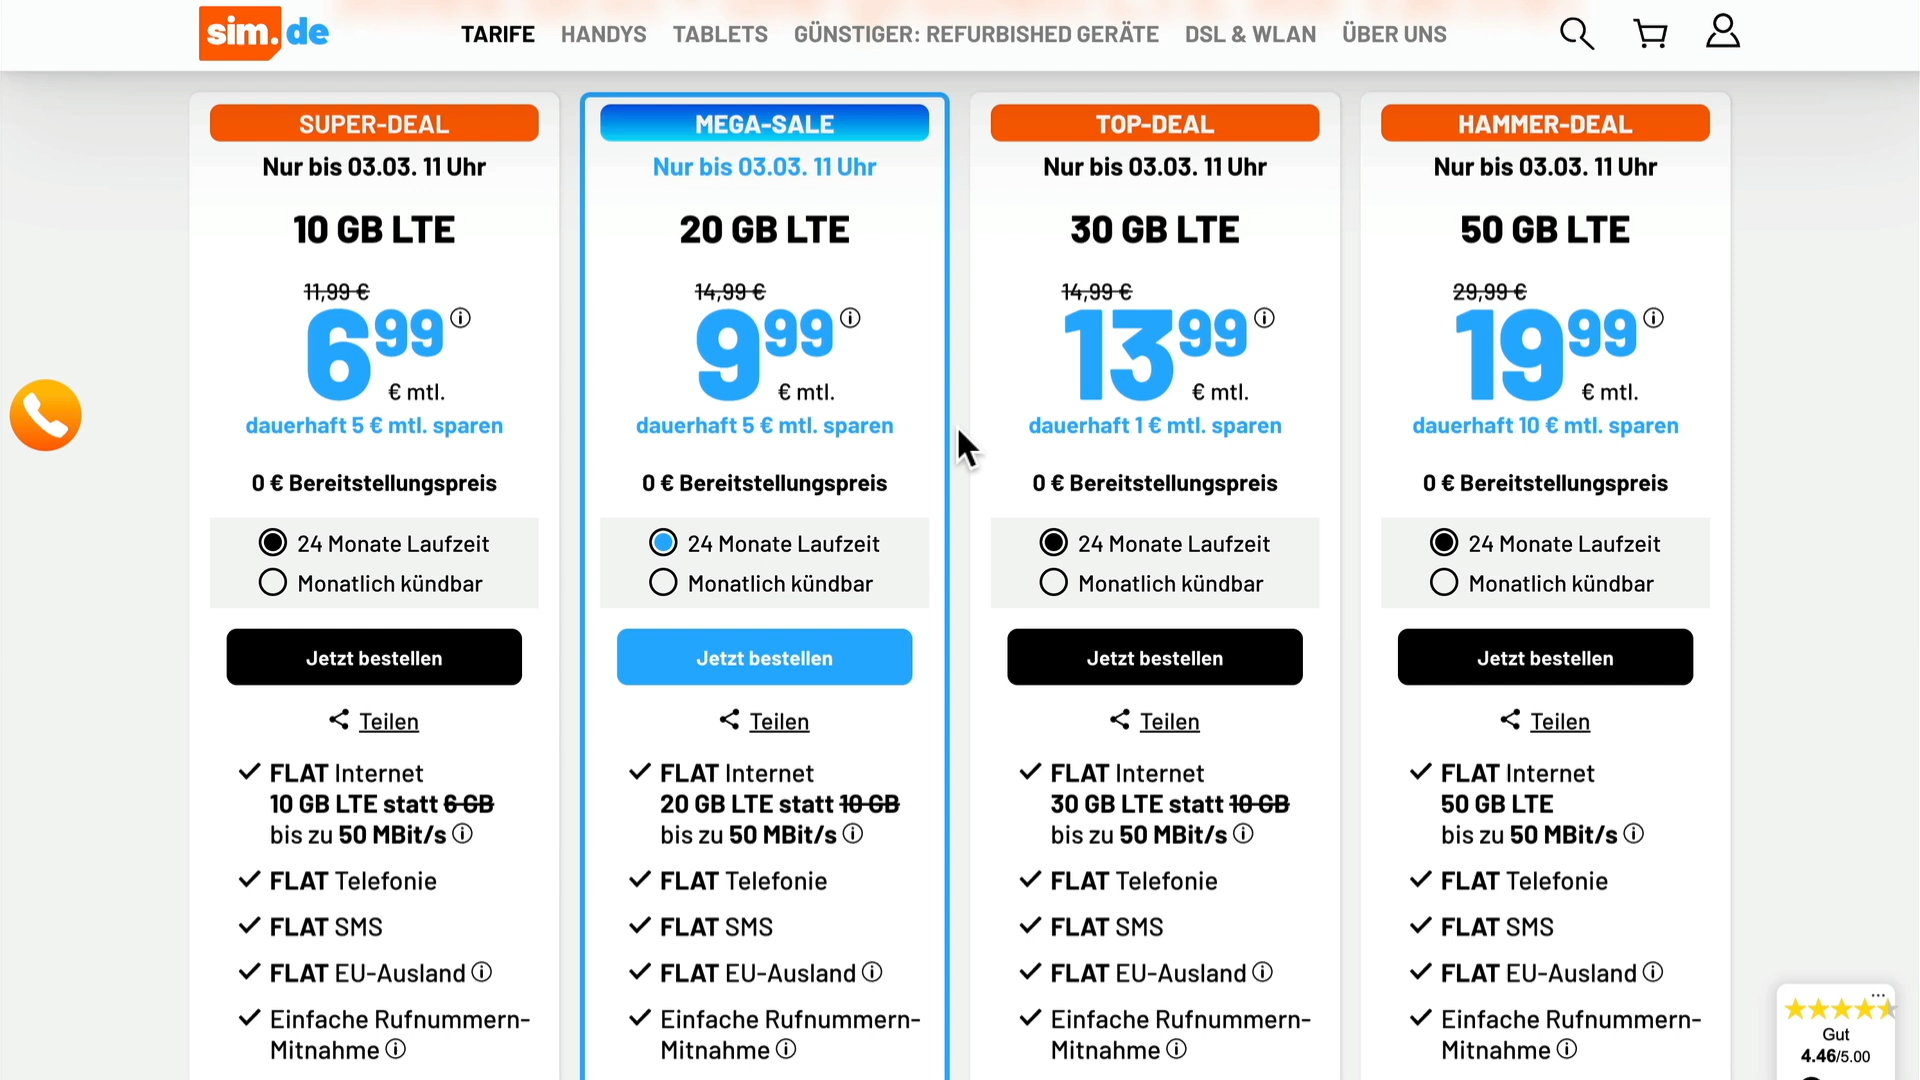 sim.de
TARIFE HANDYS TABLETS GÜNSTIGER: REFURBISHED GERÄTE DSL & WLAN ÜBER UNS
SUPER-DEAL
Nur bis 03.03. 11 Uhr
10 GB LTE
11,99 €
6 99
€ mtl.
dauerhaft 5 € mtl. sparen
0 € Bereitstellungspreis
24 Monate Laufzeit
Monatlich kündbar
Jetzt bestellen
Teilen
FLAT Internet
10 GB LTE statt 6 GB
bis zu 50 MBit/s
FLAT Telefonie
FLAT SMS
FLAT EU-Ausland
Einfache Rufnummern-
Mitnahme
MEGA-SALE
Nur bis 03.03. 11 Uhr
20 GB LTE
14,99 €
9 99
€ mtl.
dauerhaft 5 € mtl. sparen
0 € Bereitstellungspreis
24 Monate Laufzeit
Monatlich kündbar
Jetzt bestellen
Teilen
FLAT Internet
20 GB LTE statt 10 GB
bis zu 50 MBit/s
FLAT Telefonie
FLAT SMS
FLAT EU-Ausland
Einfache Rufnummern-
Mitnahme
TOP-DEAL
Nur bis 03.03. 11 Uhr
30 GB LTE
14,99 €
13 99
€ mtl.
dauerhaft 1 € mtl. sparen
0 € Bereitstellungspreis
24 Monate Laufzeit
Monatlich kündbar
Jetzt bestellen
Teilen
FLAT Internet
30 GB LTE statt 10 GB
bis zu 50 MBit/s
FLAT Telefonie
FLAT SMS
FLAT EU-Ausland
Einfache Rufnummern-
Mitnahme
HAMMER-DEAL
Nur bis 03.03. 11 Uhr
50 GB LTE
29,99 €
19 99
€ mtl.
dauerhaft 10 € mtl. sparen
0 € Bereitstellungspreis
24 Monate Laufzeit
Monatlich kündbar
Jetzt bestellen
Teilen
FLAT Internet
50 GB LTE
bis zu 50 MBit/s
FLAT Telefonie
FLAT SMS
FLAT EU-Ausland
Einfache Rufnummern-
Mitnahme
Gut
4.46/5.00